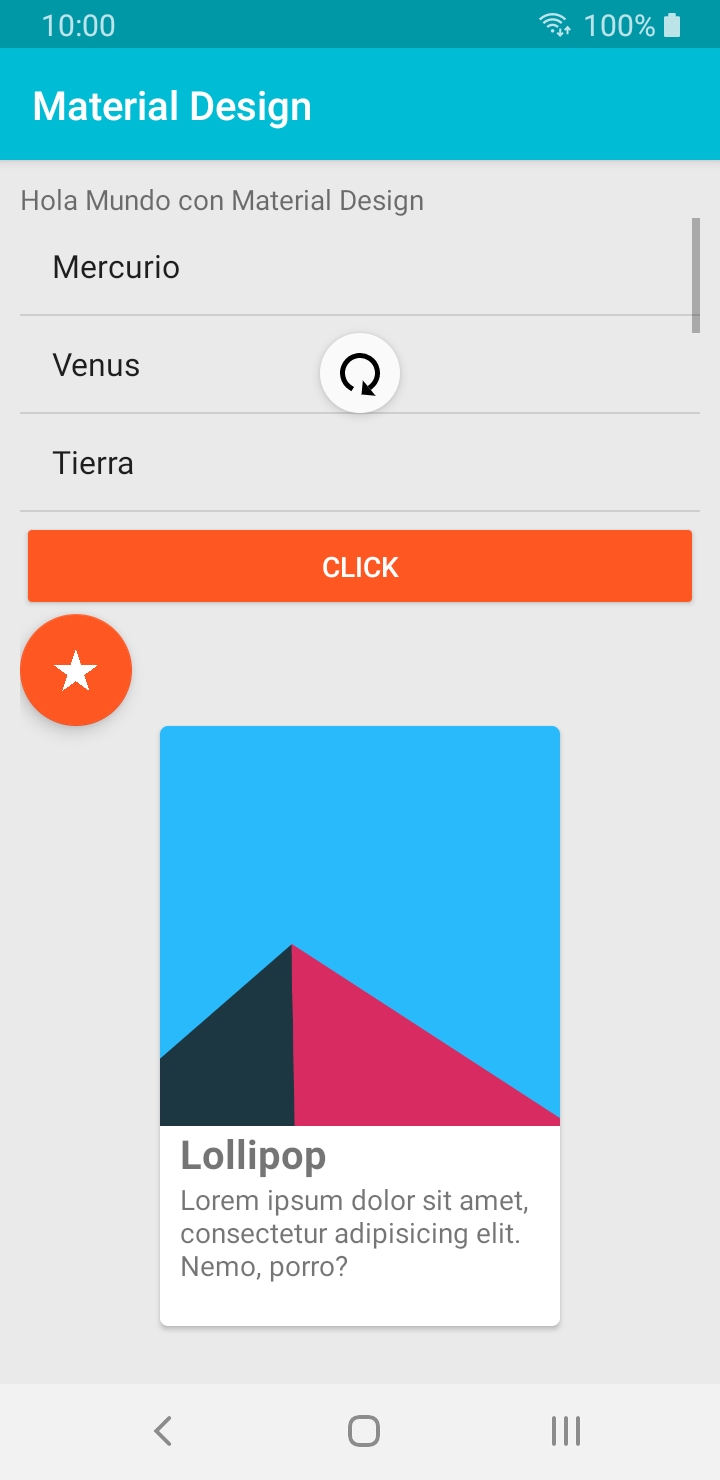 10:00
100%
Material Design
Hola Mundo con Material Design
Mercurio
Venus
Tierra
CLICK
Lollipop
Lorem ipsum dolor sit amet,
consectetur adipisicing elit.
Nemo, porro?